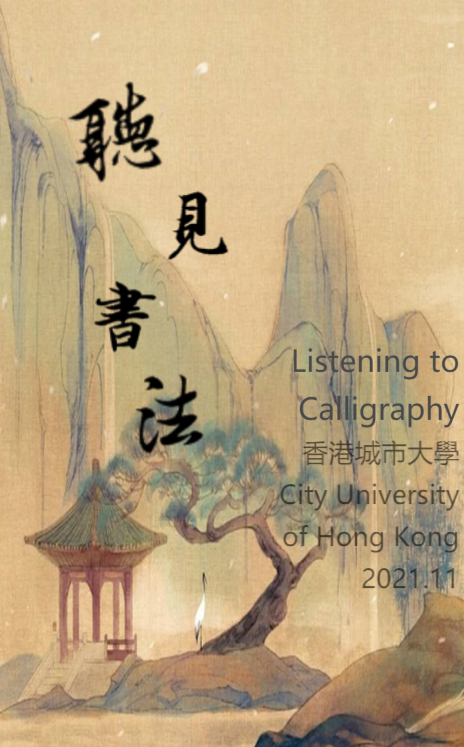 聽見書法
Listening to
Calligraphy
香港城市大學
City University
of Hong Kong
2021.11